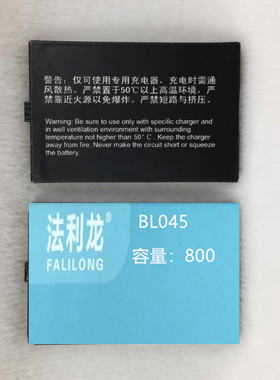 警告：仅可使用专用充电器。充电时需通
风散热。严禁置于50℃以上高温环境。严
禁靠近火源以免爆炸。严禁短路与挤压。
Warning: Be sure to only use with specific charger and
in well ventilation environment with surrounding
temperature not higher than 50°C. Keep the charger
away from fire. Never make the circuit short or squeeze
the battery.
法利龙®
FALILONG
BL045
容量：800